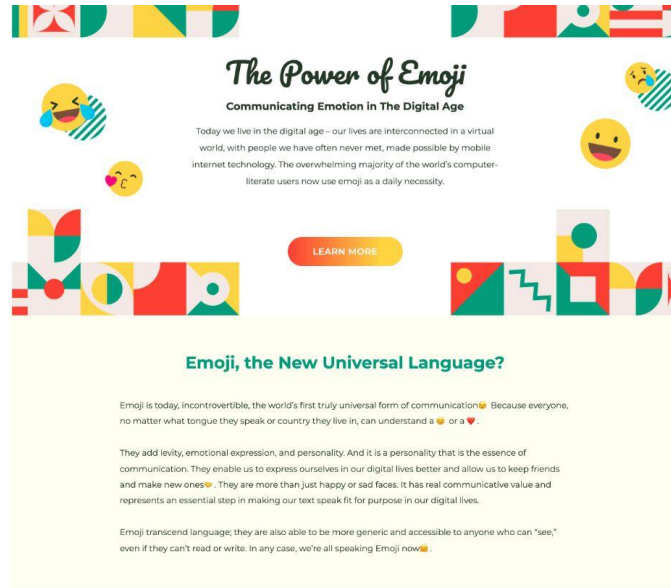 The Power of Emoji
Communicating Emotion in The Digital Age
Today we live in the digital age – our lives are interconnected in a virtual
world, with people we have often never met, made possible by mobile
internet technology. The overwhelming majority of the world's computer-
literate users now use emoji as a daily necessity.
LEARN MORE
Emoji, the New Universal Language?
Emoji is today, incontrovertible, the world's first truly universal form of communication😊 Because everyone,
no matter what tongue they speak or country they live in, can understand a 😊 or a ❤️ .
They add levity, emotional expression, and personality. And it is a personality that is the essence of
communication. They enable us to express ourselves in our digital lives better and allow us to keep friends
and make new ones🤝 . They are more than just happy or sad faces. It has real communicative value and
represents an essential step in making our text speak fit for purpose in our digital lives.
Emoji transcend language; they are also able to be more generic and accessible to anyone who can "see,"
even if they can't read or write. In any case, we're all speaking Emoji now😊 .